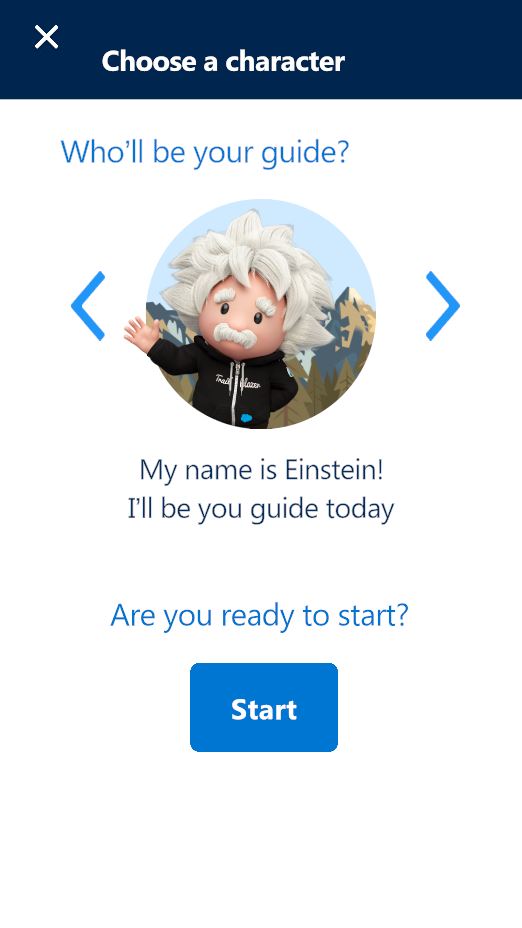 Choose a character
Who'll be your guide?
Trailblazer
My name is Einstein!
I'll be you guide today
Are you ready to start?
Start